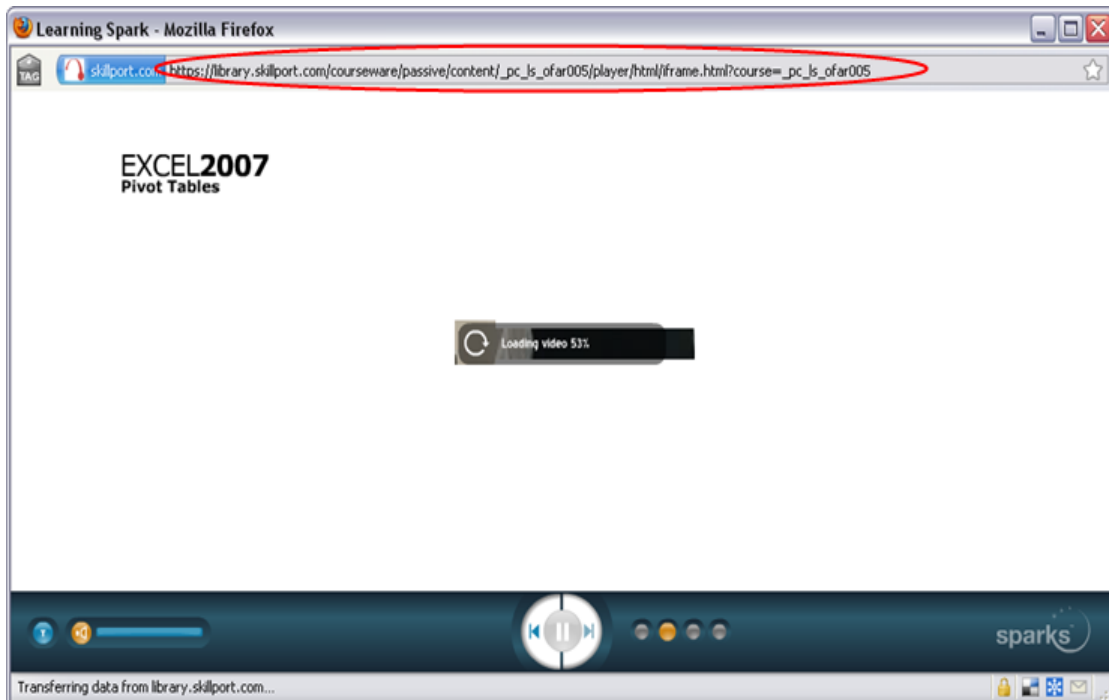 Learning Spark - Mozilla Firefox
TAG
skillport.com https://library.skillport.com/courseware/passive/content/_pc_ls_ofar005/player/html/iframe.html?course=_pc_ls_ofar005
EXCEL2007
Pivot Tables
Loading video 53%
sparks
Transferring data from library.skillport.com...